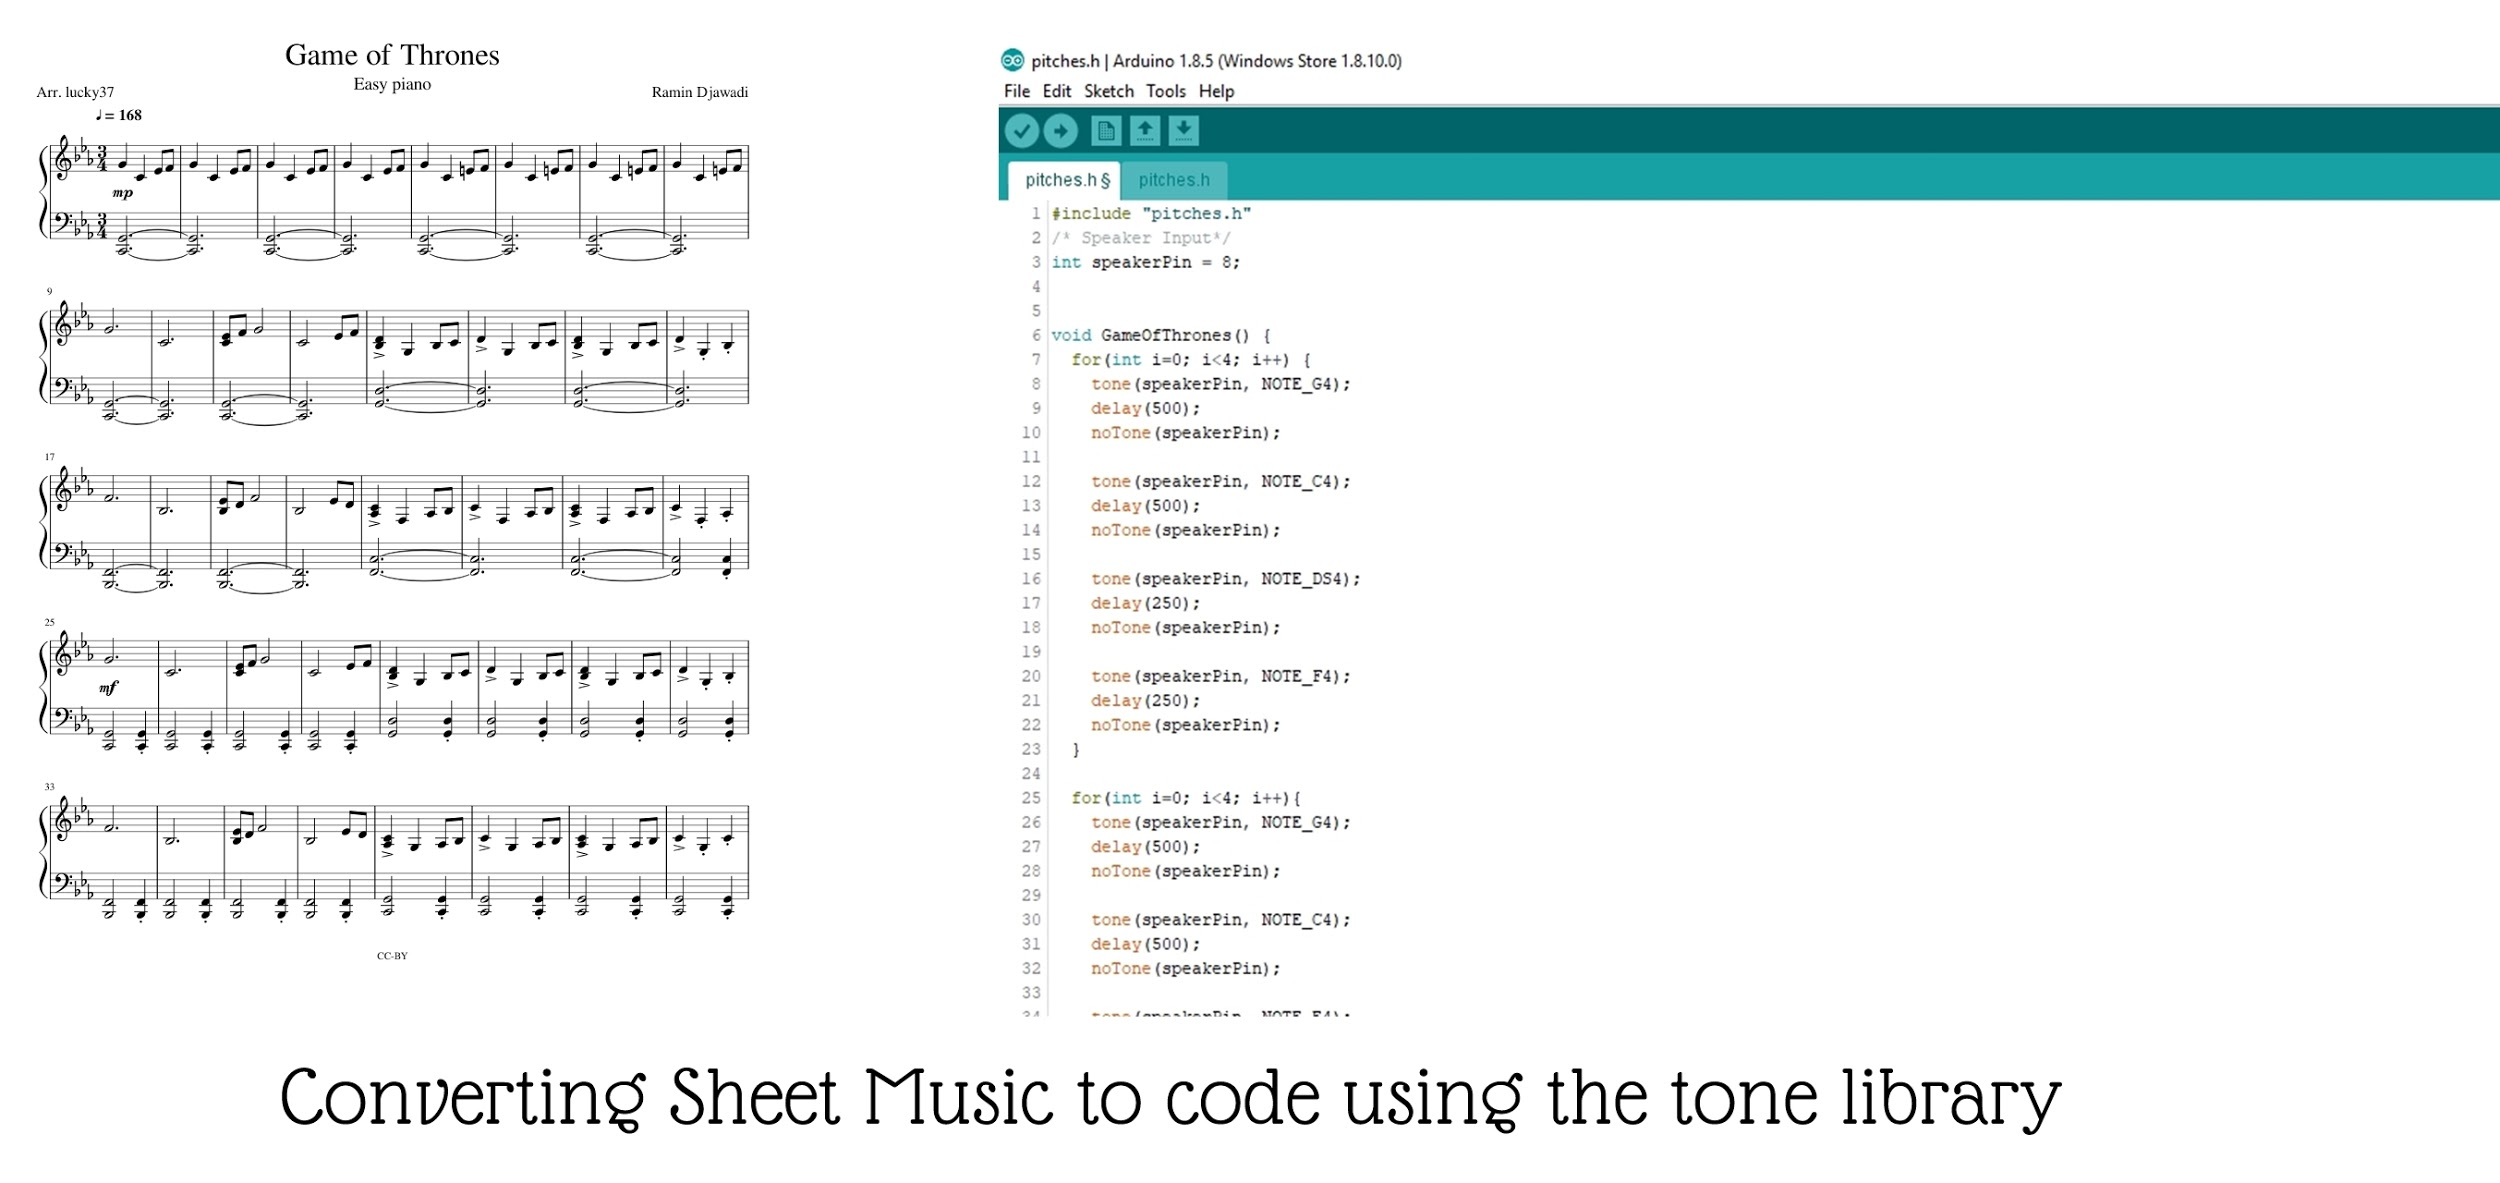 Game of Thrones
Easy piano
Arr. lucky37
Ramin Djawadi
♩ = 168
3
4
mp
3
4
9
17
25
mf
33
CC-BY
pitches.h | Arduino 1.8.5 (Windows Store 1.8.10.0)
File Edit Sketch Tools Help
pitches.h § pitches.h
1 #include "pitches.h"
2 /* Speaker Input*/
3 int speakerPin = 8;
4
5
6 void GameOfThrones() {
7 for(int i=0; i<4; i++) {
8 tone(speakerPin, NOTE_G4);
9 delay(500);
10 noTone(speakerPin);
11
12 tone(speakerPin, NOTE_C4);
13 delay(500);
14 noTone(speakerPin);
15
16 tone(speakerPin, NOTE_DS4);
17 delay(250);
18 noTone(speakerPin);
19
20 tone(speakerPin, NOTE_F4);
21 delay(250);
22 noTone(speakerPin);
23 }
24
25 for(int i=0; i<4; i++){
26 tone(speakerPin, NOTE_G4);
27 delay(500);
28 noTone(speakerPin);
29
30 tone(speakerPin, NOTE_C4);
31 delay(500);
32 noTone(speakerPin);
33
Converting Sheet Music to code using the tone library